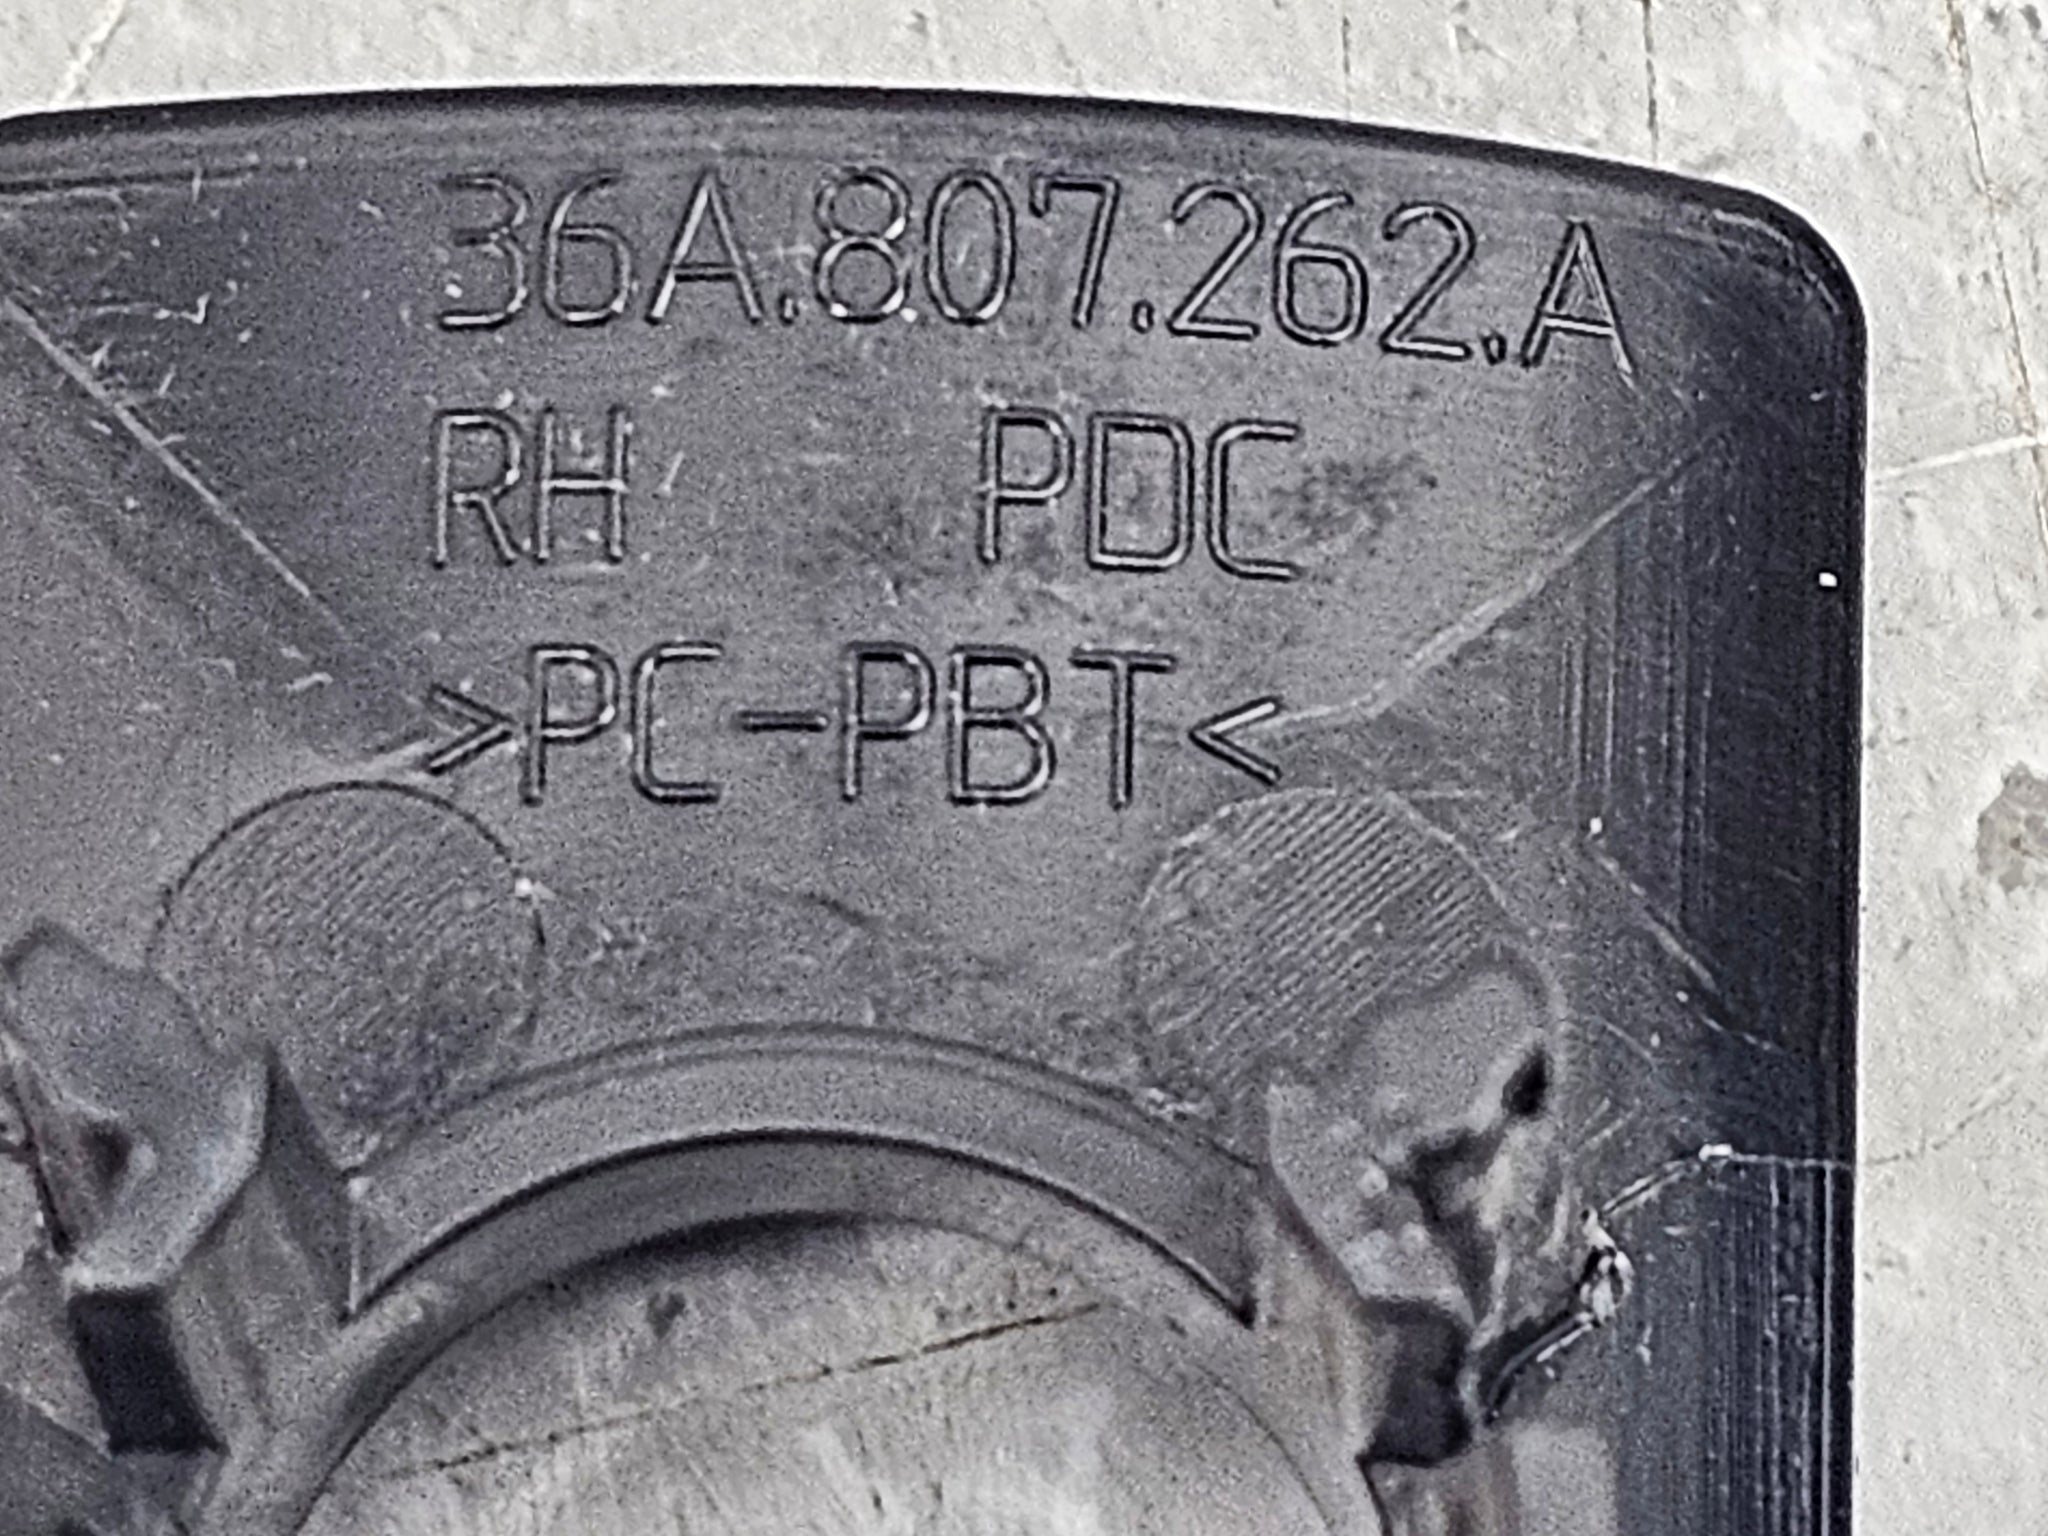 36A.807.262.A
RH PDC
>PC-PBT<